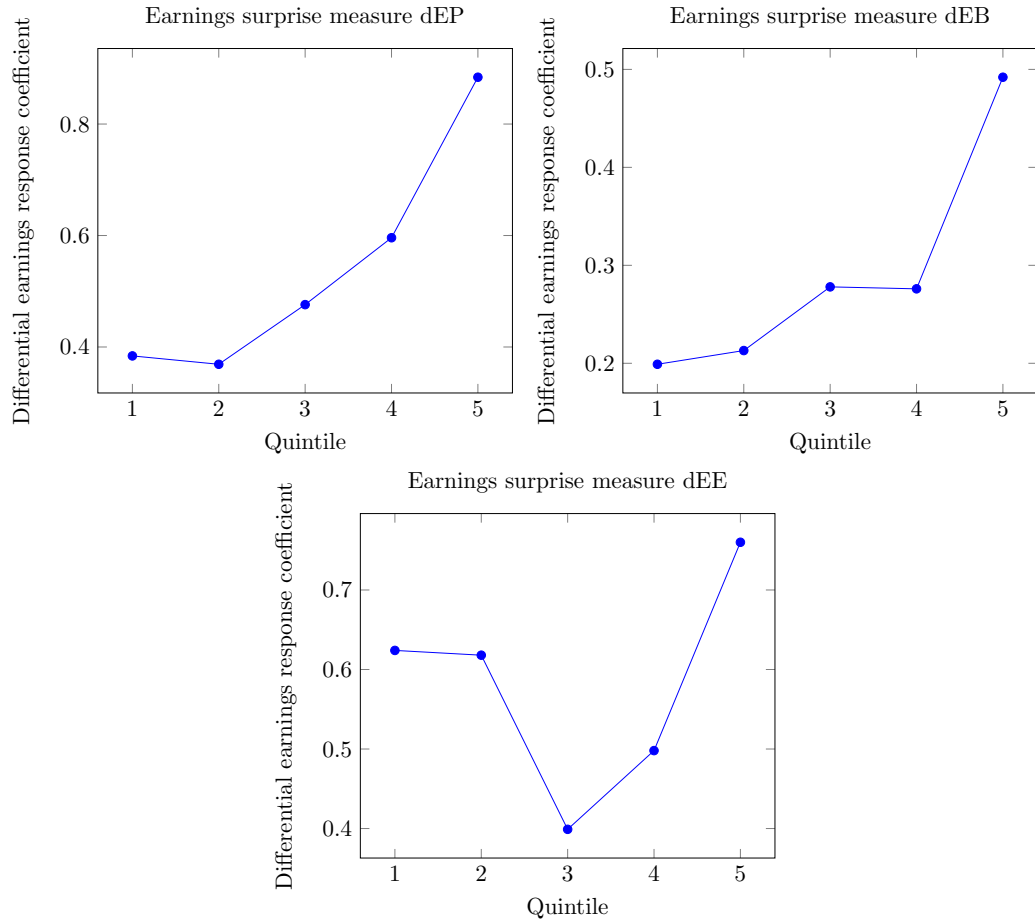 Earnings surprise measure dEP
Differential earnings response coefficient
0.8
0.6
0.4
1 2 3 4 5
Quintile
Earnings surprise measure dEB
Differential earnings response coefficient
0.5
0.4
0.3
0.2
1 2 3 4 5
Quintile
Earnings surprise measure dEE
Differential earnings response coefficient
0.7
0.6
0.5
0.4
1 2 3 4 5
Quintile